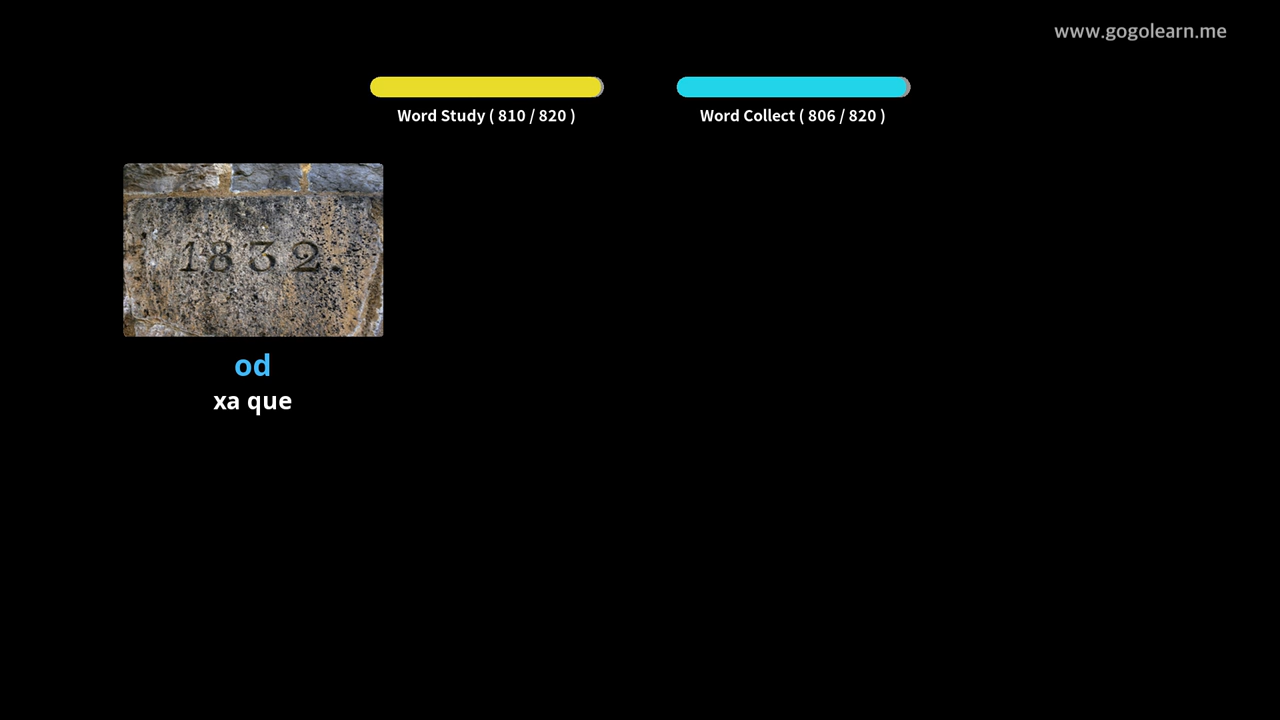 www.gogolearn.me
Word Study ( 810 / 820 )
Word Collect ( 806 / 820 )
1832.
od
xa que